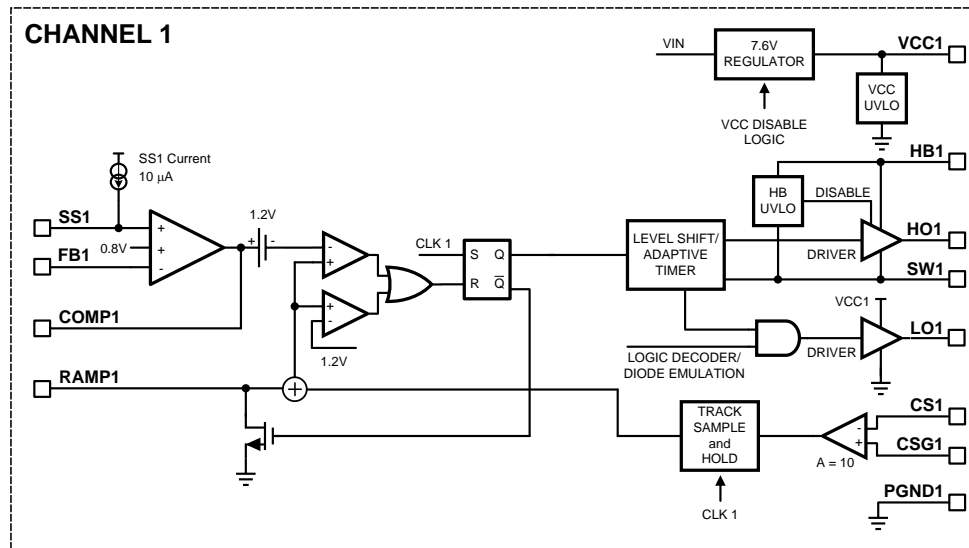 CHANNEL 1
VIN
7.6V
REGULATOR
VCC1
VCC
UVLO
VCC DISABLE
LOGIC
SS1 Current
10 μA
HB1
HB
UVLO
DISABLE
SS1
+
0.8V
+
FB1
-
1.2V
+ -
-
+
CLK 1
S Q
R Q̅
LEVEL SHIFT/
ADAPTIVE
TIMER
DRIVER
HO1
SW1
COMP1
+
-
1.2V
VCC1
LO1
LOGIC DECODER/
DIODE EMULATION
DRIVER
RAMP1
+
TRACK
SAMPLE
and
HOLD
-
+
A = 10
CS1
CSG1
CLK 1
PGND1